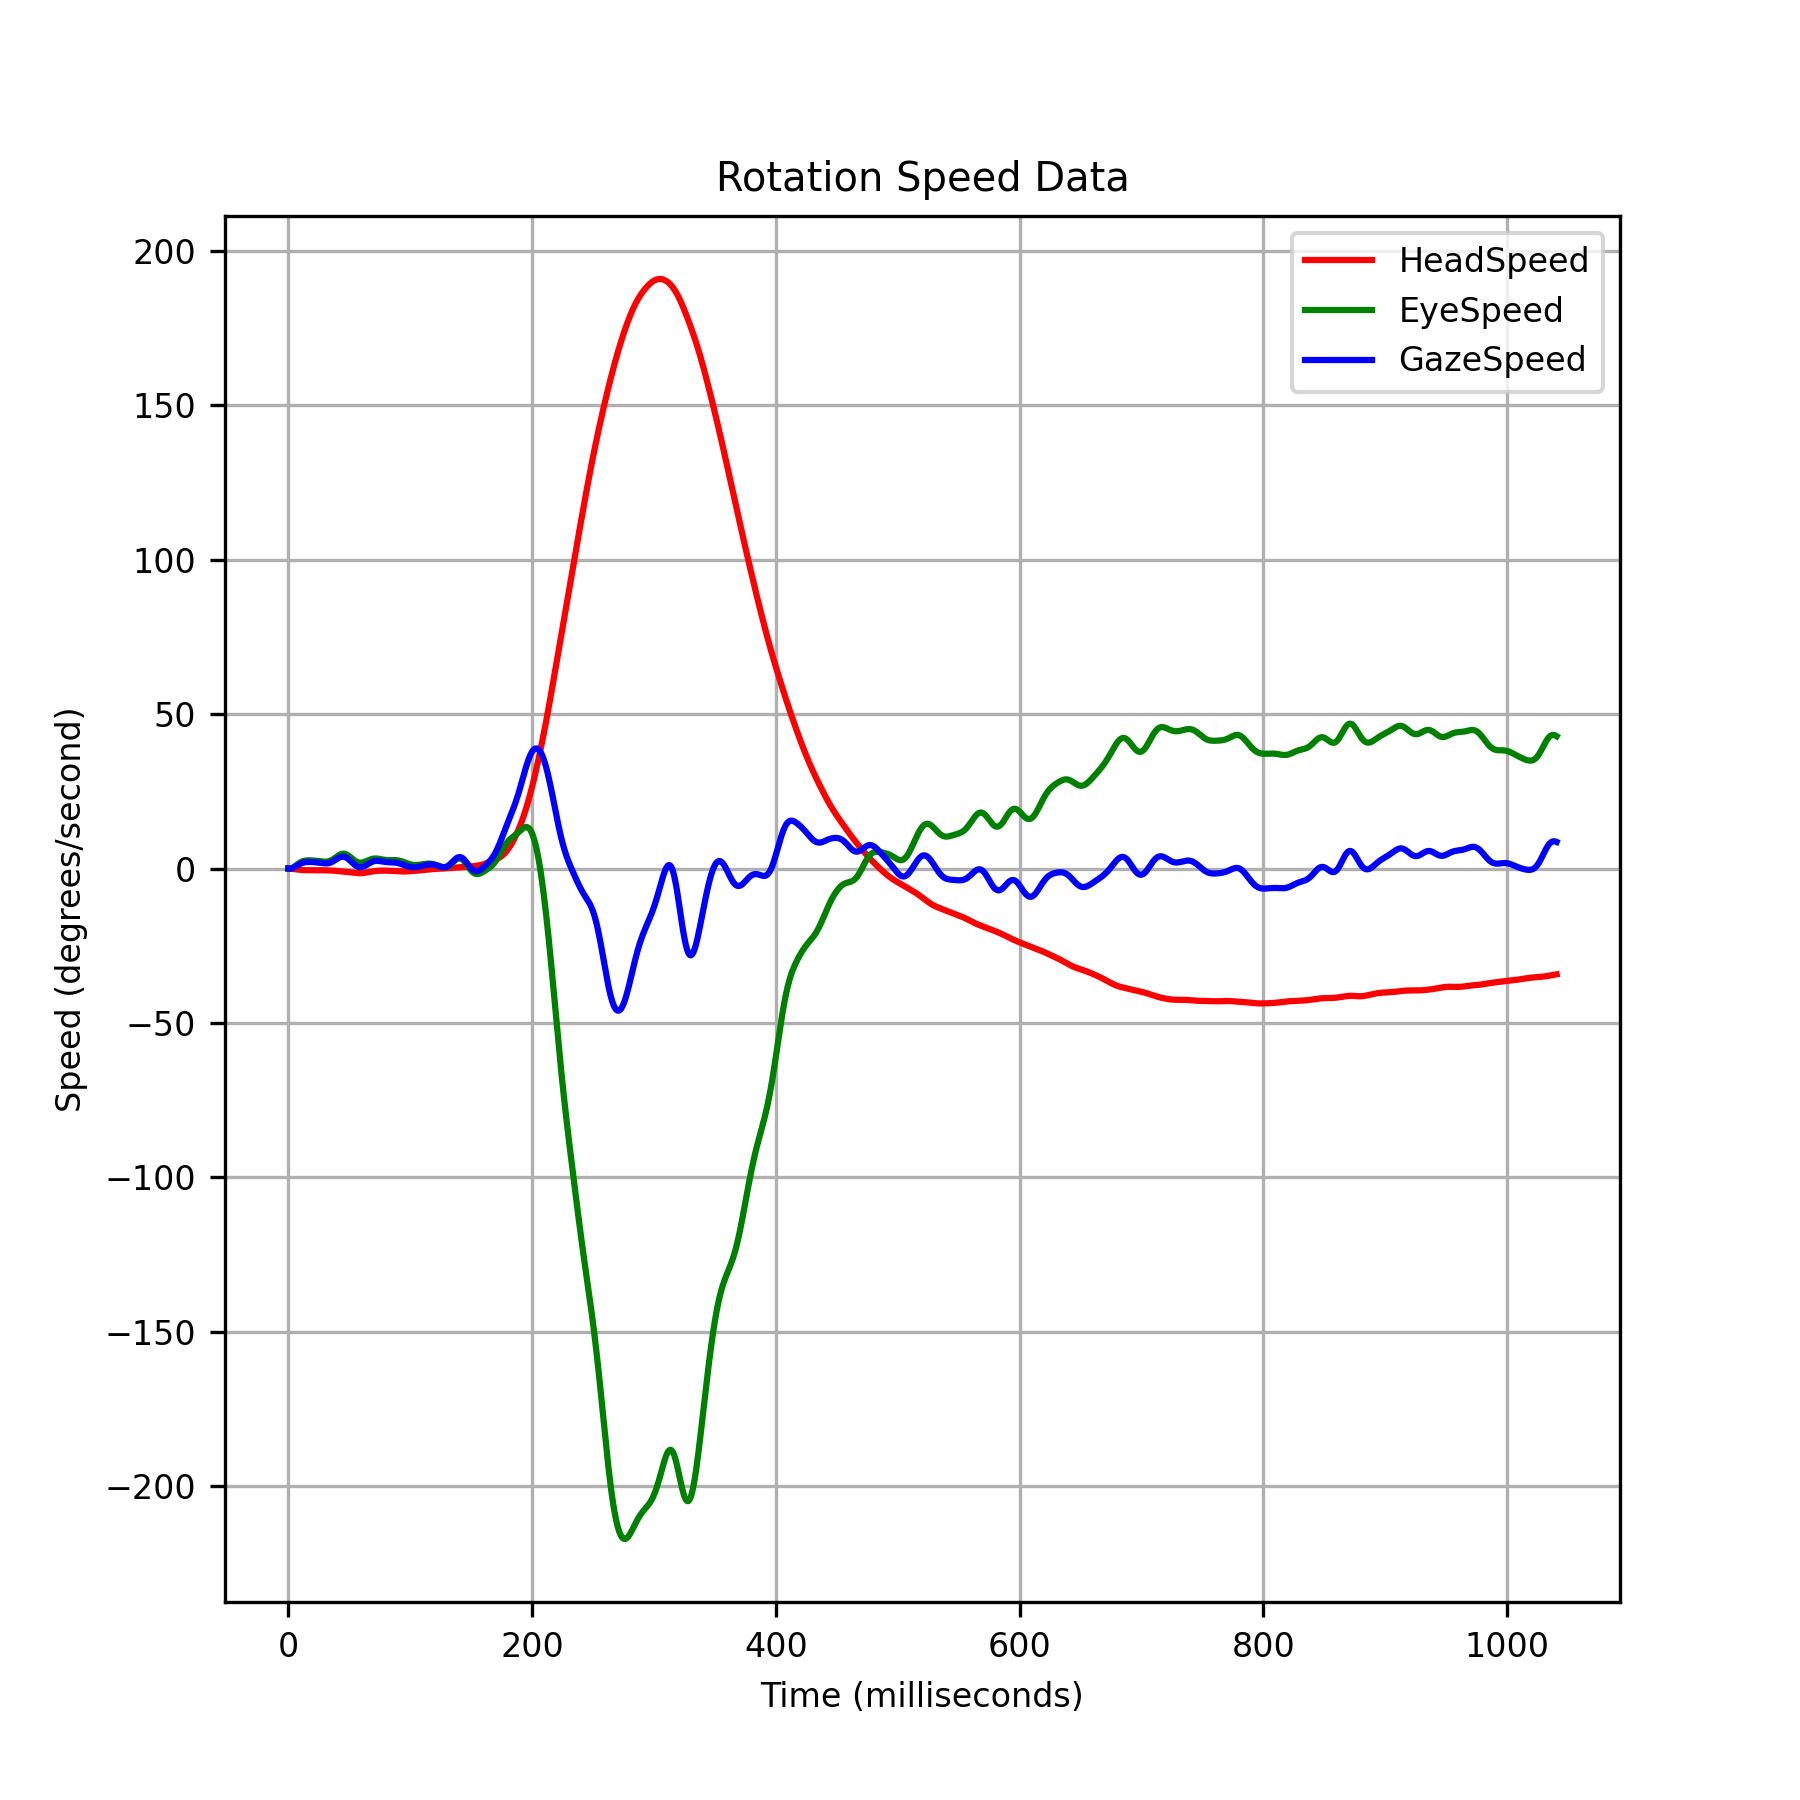 Rotation Speed Data
HeadSpeed
EyeSpeed
GazeSpeed
200
150
100
50
0
−50
−100
−150
−200
Speed (degrees/second)
0 200 400 600 800 1000
Time (milliseconds)